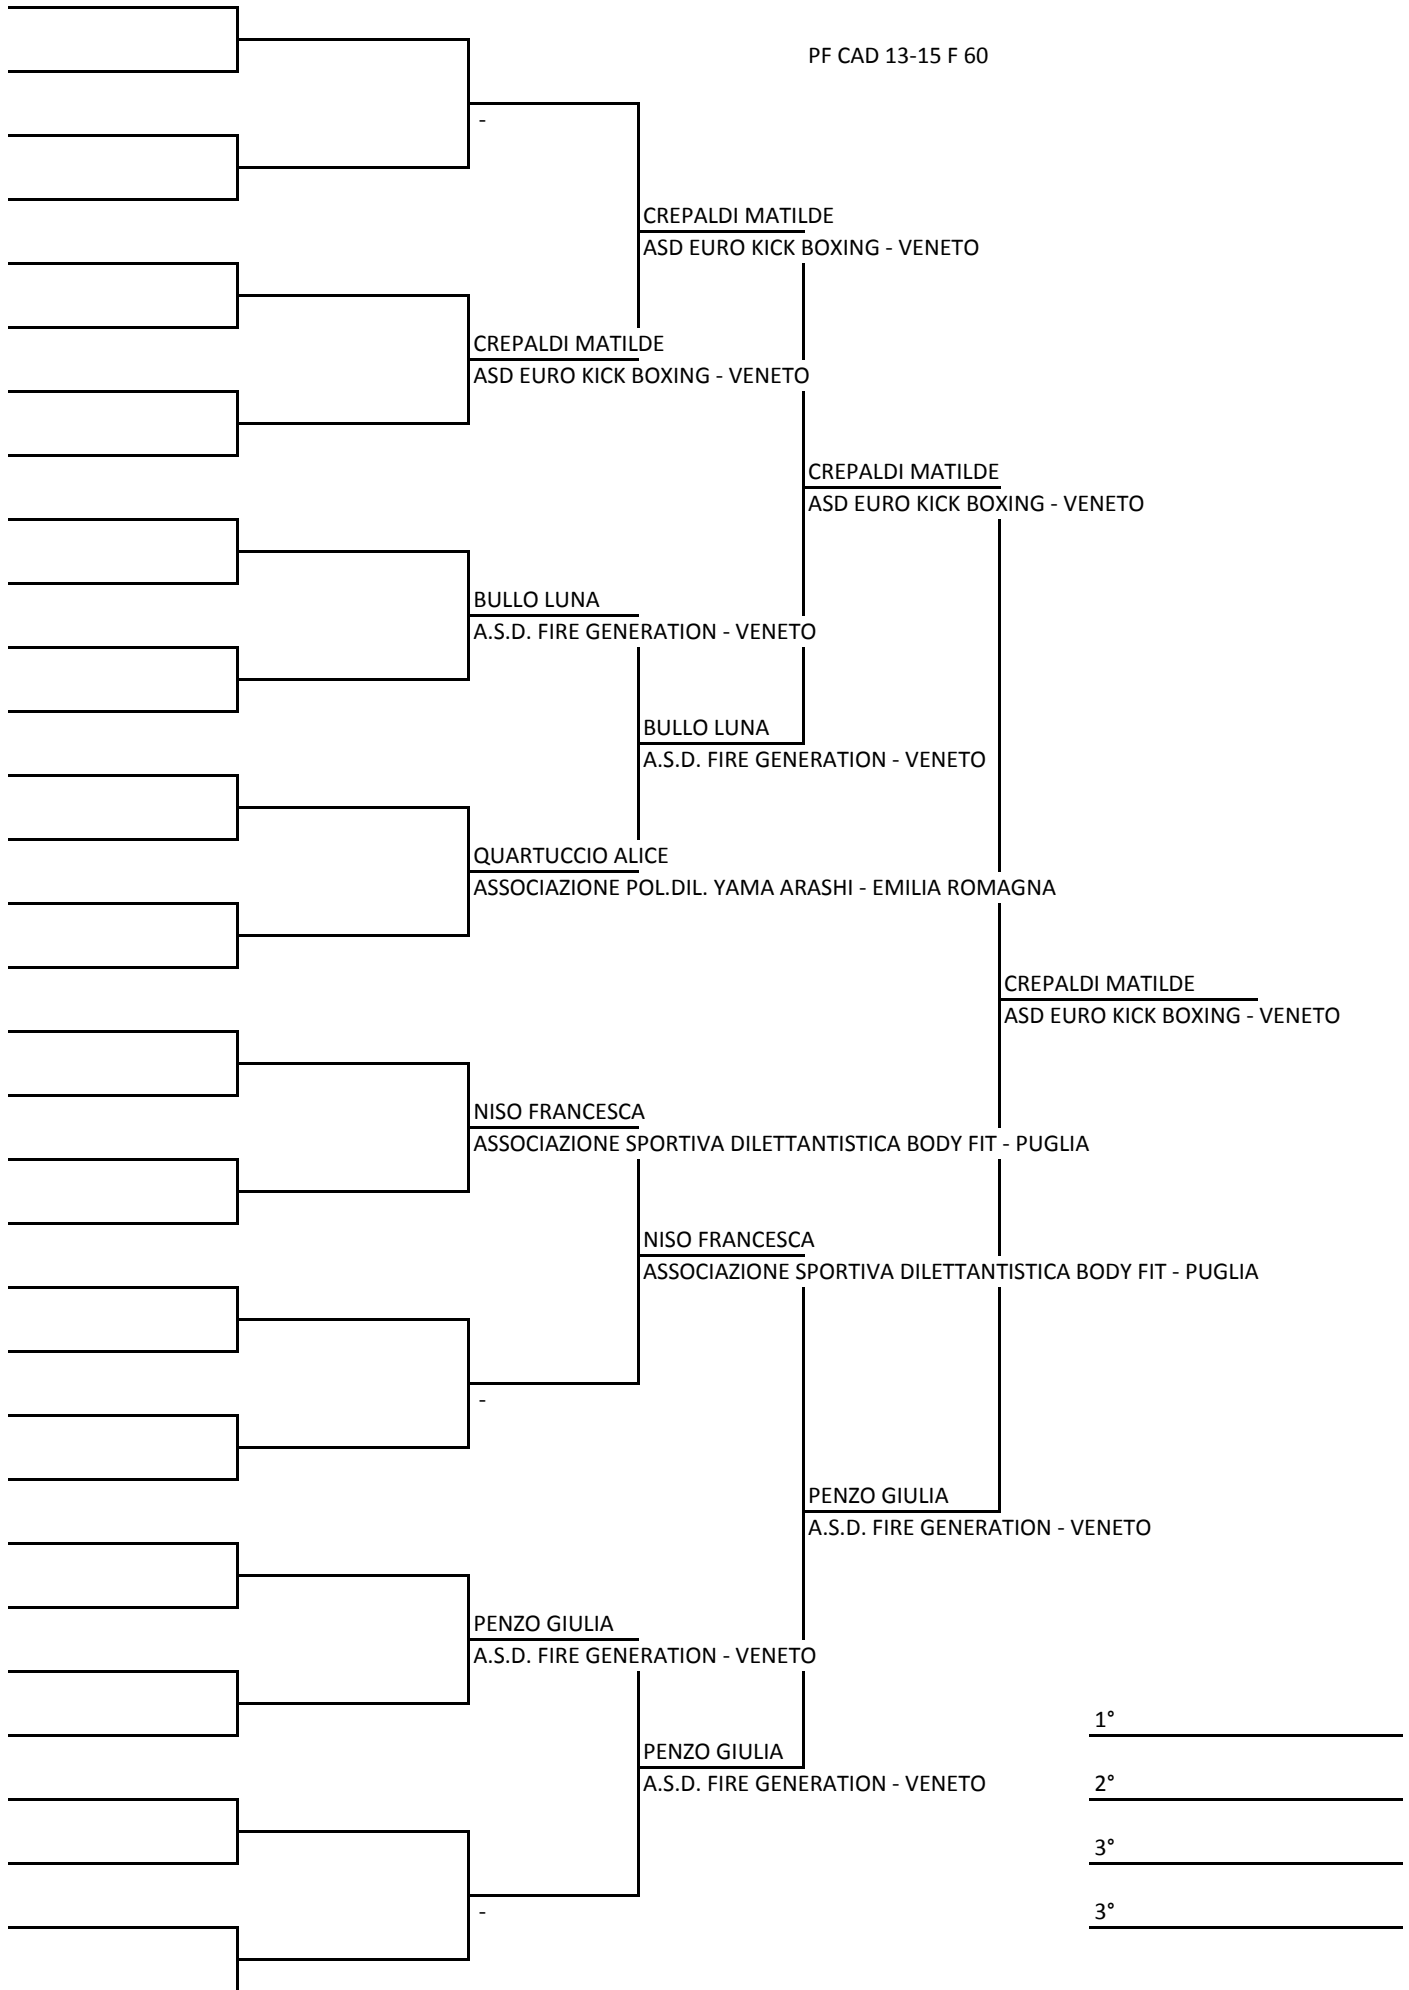 PF CAD 13-15 F 60
-
CREPALDI MATILDE
ASD EURO KICK BOXING - VENETO
CREPALDI MATILDE
ASD EURO KICK BOXING - VENETO
CREPALDI MATILDE
ASD EURO KICK BOXING - VENETO
BULLO LUNA
A.S.D. FIRE GENERATION - VENETO
BULLO LUNA
A.S.D. FIRE GENERATION - VENETO
QUARTUCCIO ALICE
ASSOCIAZIONE POL.DIL. YAMA ARASHI - EMILIA ROMAGNA
CREPALDI MATILDE
ASD EURO KICK BOXING - VENETO
NISO FRANCESCA
ASSOCIAZIONE SPORTIVA DILETTANTISTICA BODY FIT - PUGLIA
NISO FRANCESCA
ASSOCIAZIONE SPORTIVA DILETTANTISTICA BODY FIT - PUGLIA
-
PENZO GIULIA
A.S.D. FIRE GENERATION - VENETO
PENZO GIULIA
A.S.D. FIRE GENERATION - VENETO
1°
PENZO GIULIA
A.S.D. FIRE GENERATION - VENETO
2°
3°
3°
-